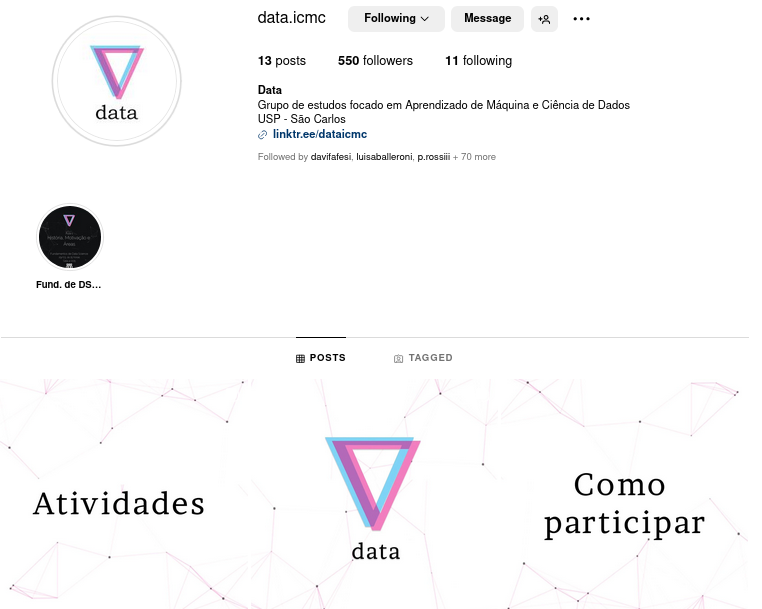 data.icmc
Following
Message
13 posts
550 followers
11 following
data
Data
Grupo de estudos focado em Aprendizado de Máquina e Ciência de Dados
USP - São Carlos
linktr.ee/dataicmc
Followed by davifafesi, luisaballeroni, p.rossiii + 70 more
Fund. de DS...
POSTS
TAGGED
Atividades
data
Como
participar